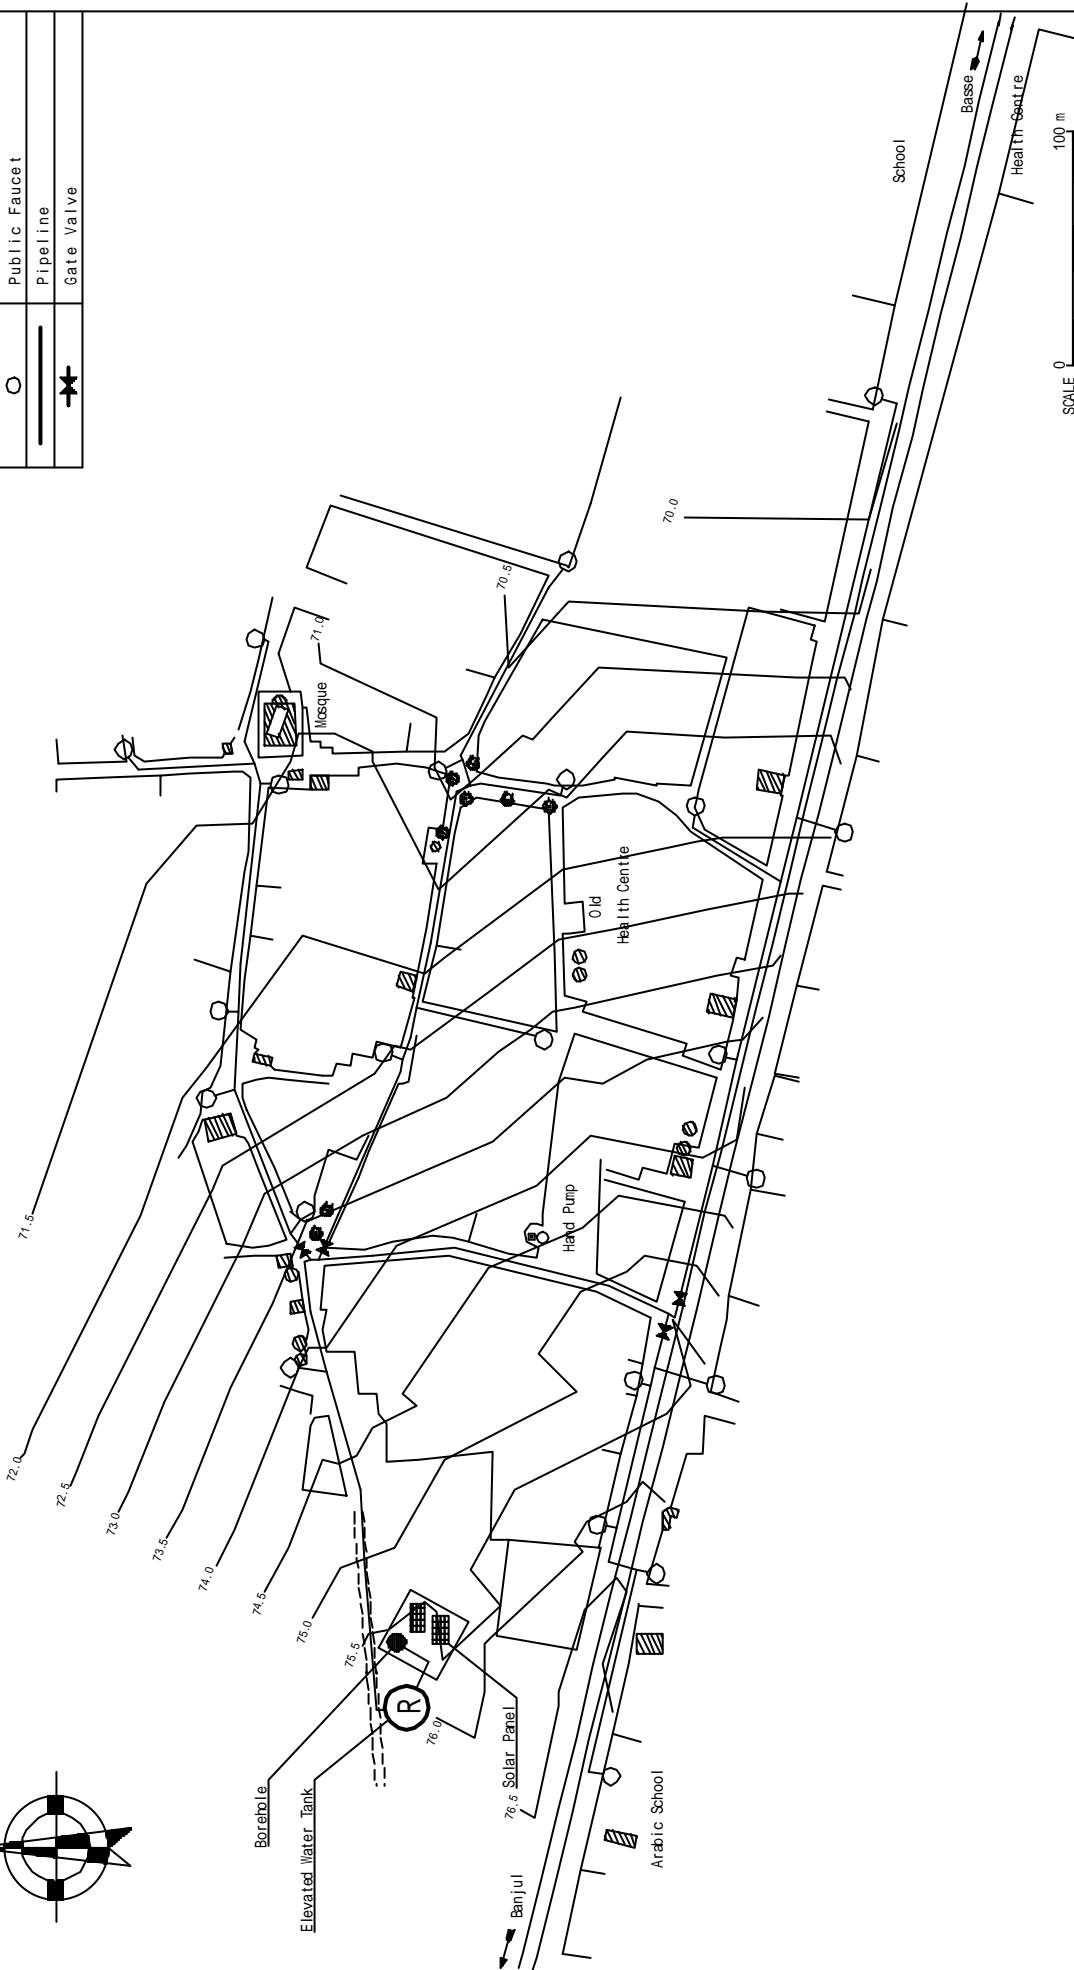 Public Faucet
Pipeline
Gate Valve
Basse
School
Health Centre
0
100 m
SCALE
70.0
70.5
71.0
Mosque
Old
Health Centre
Hand Pump
71.5
72.0
72.5
73.0
73.5
74.0
74.5
75.0
75.5
76.0
76.5
R
Borehole
Elevated Water Tank
Solar Panel
Arabic School
Banjul